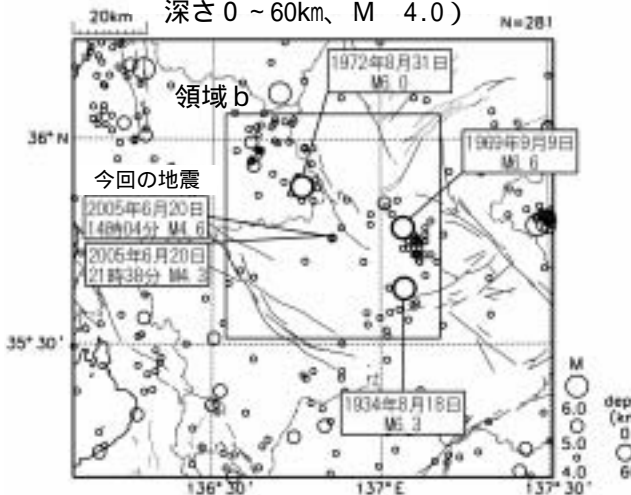 深さ0~60km、M 4.0)
20km
N=281
1972年8月31日
M6.0
領域b
36°N
1969年9月9日
M6.6
今回の地震
2005年6月20日
14時04分 M4.6
2005年6月20日
21時38分 M4.3
35°30'
1934年8月18日
M6.3
M
6.0
5.0
4.0
dep
(km
0
6
136°30'
137°E
137°30'